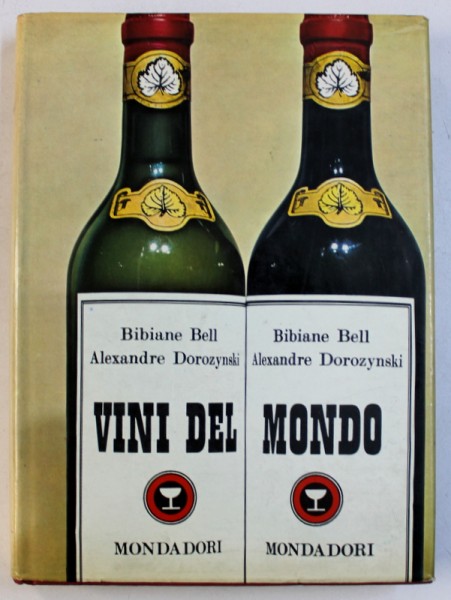 Bibiane Bell
Alexandre Dorozynski
Bibiane Bell
Alexandre Dorozynski
VINI DEL MONDO
MONDADORI
MONDADORI